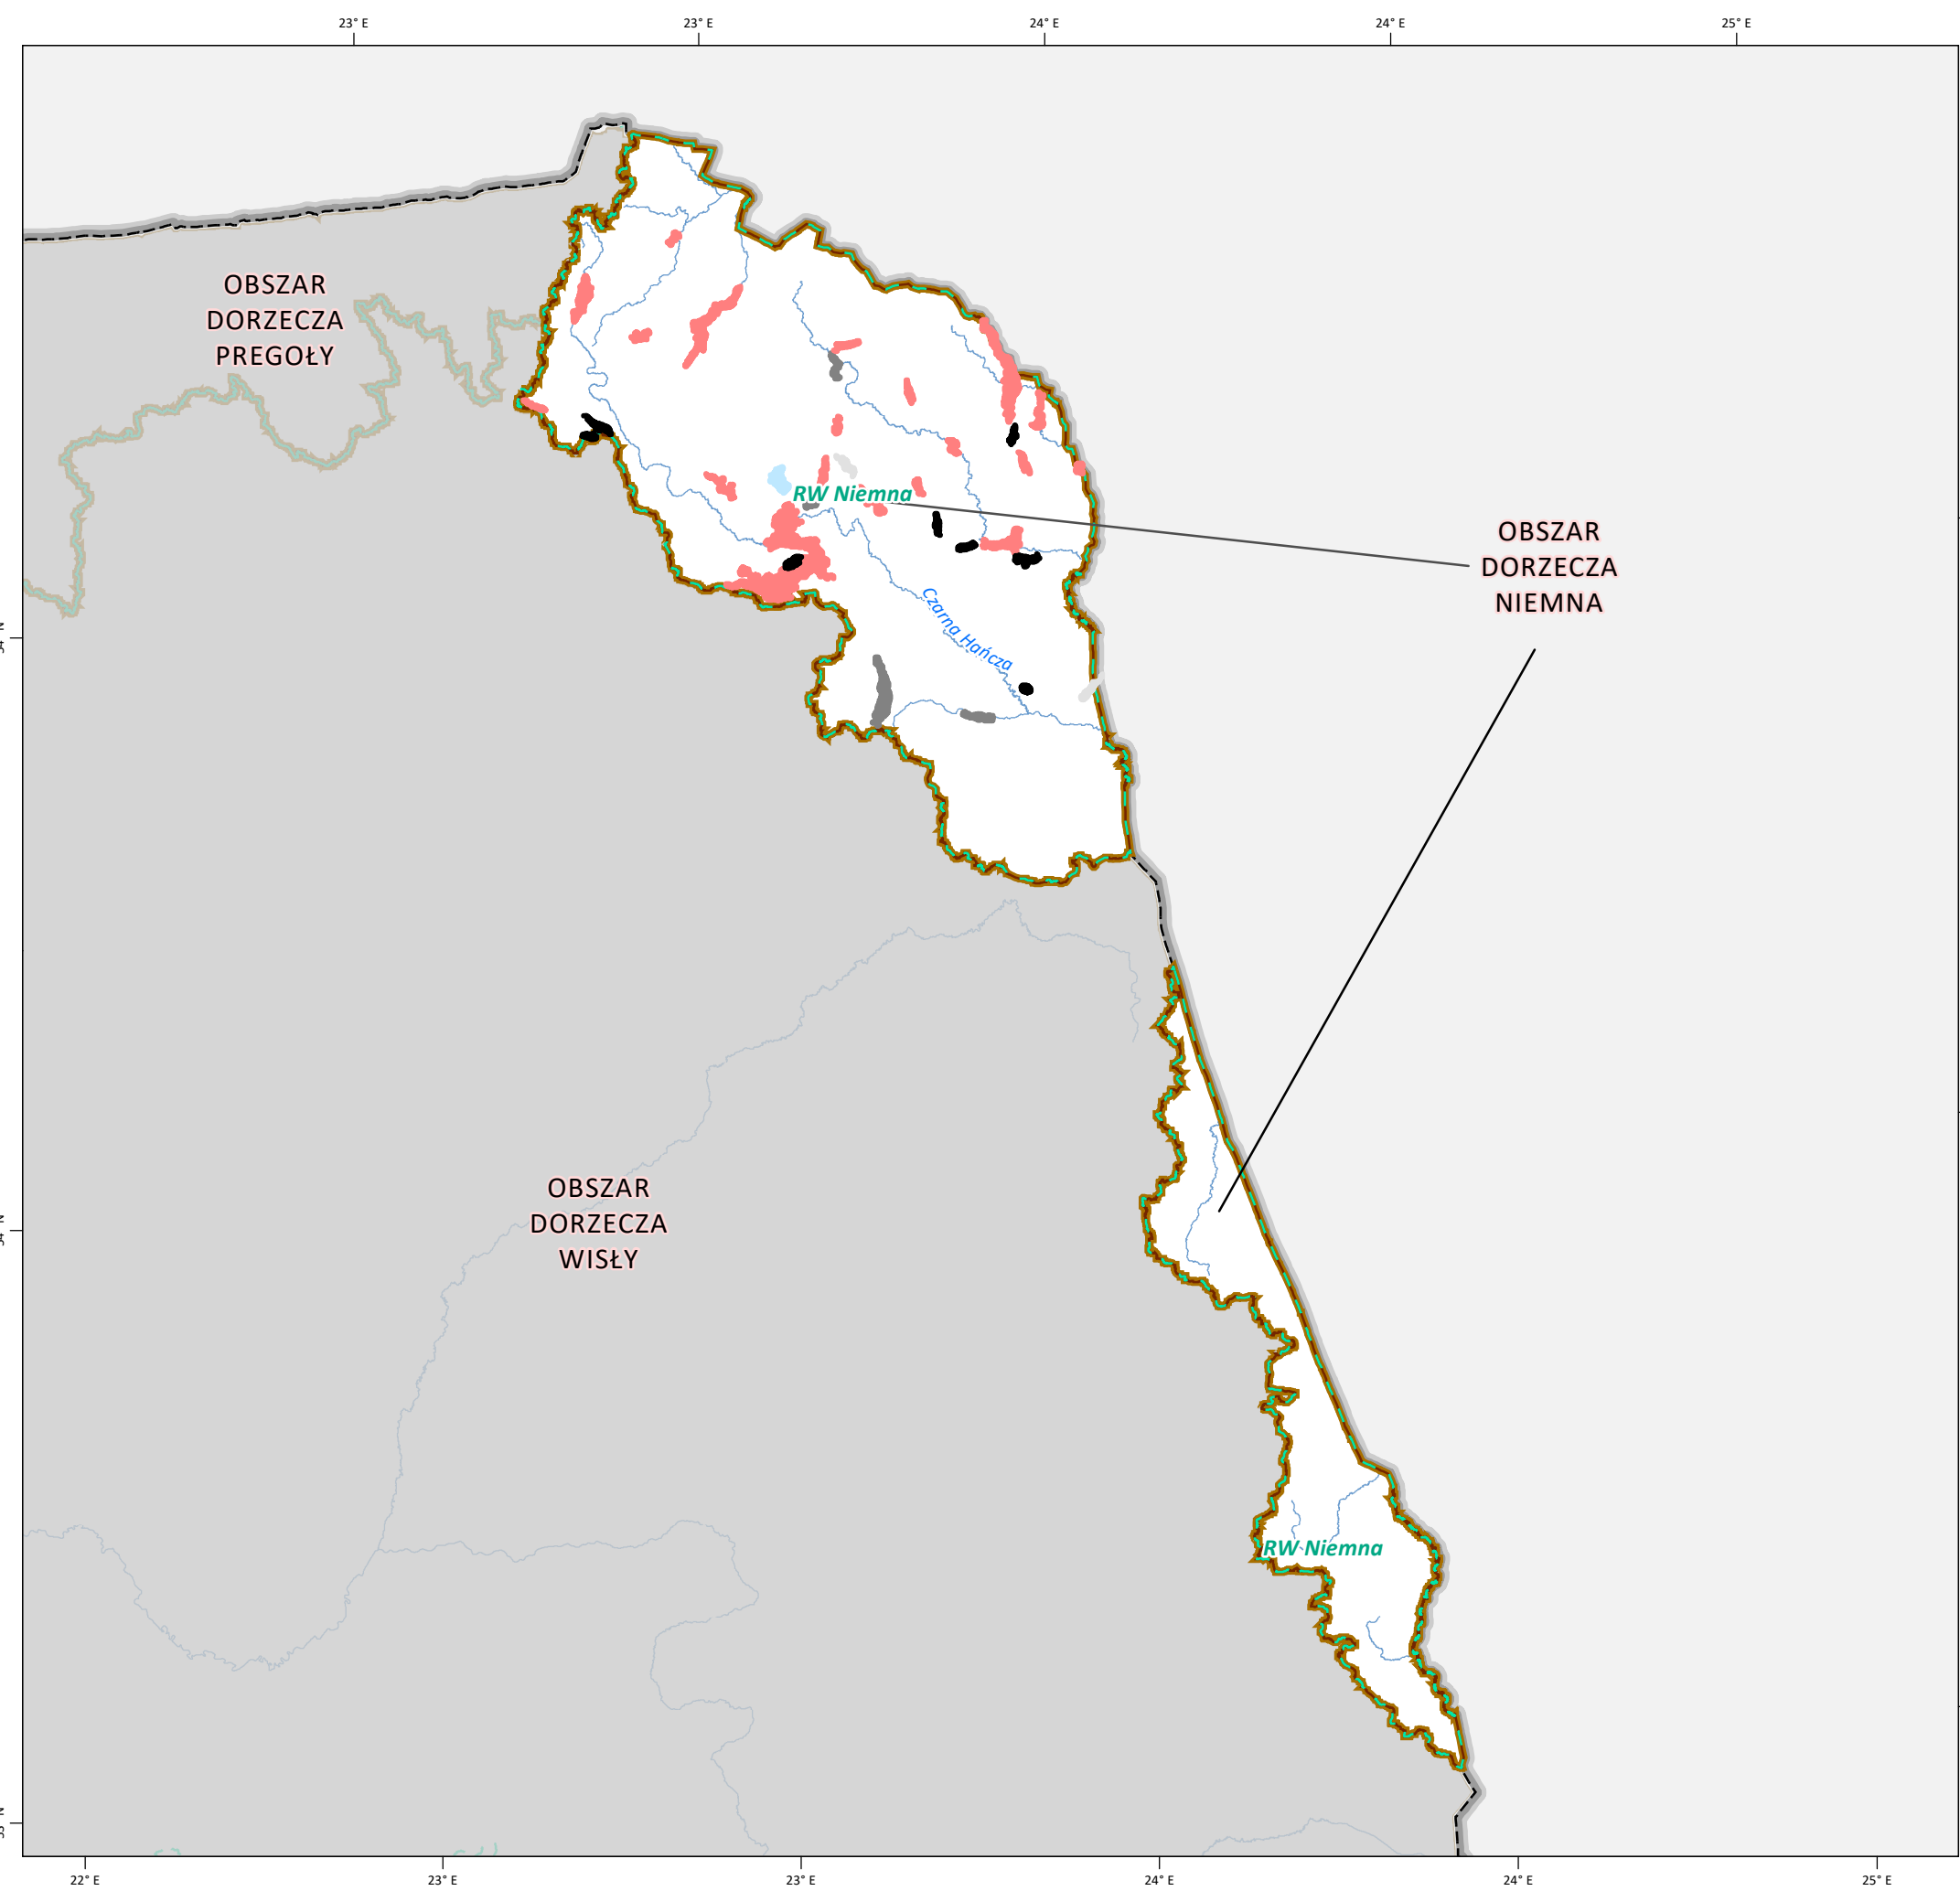 23° E
23° E
24° E
24° E
25° E
OBSZAR
DORZECZA
PREGOŁY
RW Niemna
OBSZAR
DORZECZA
NIEMNA
Czarna Hańcza
OBSZAR
DORZECZA
WISŁY
RW Niemna
22° E
23° E
23° E
24° E
24° E
25° E